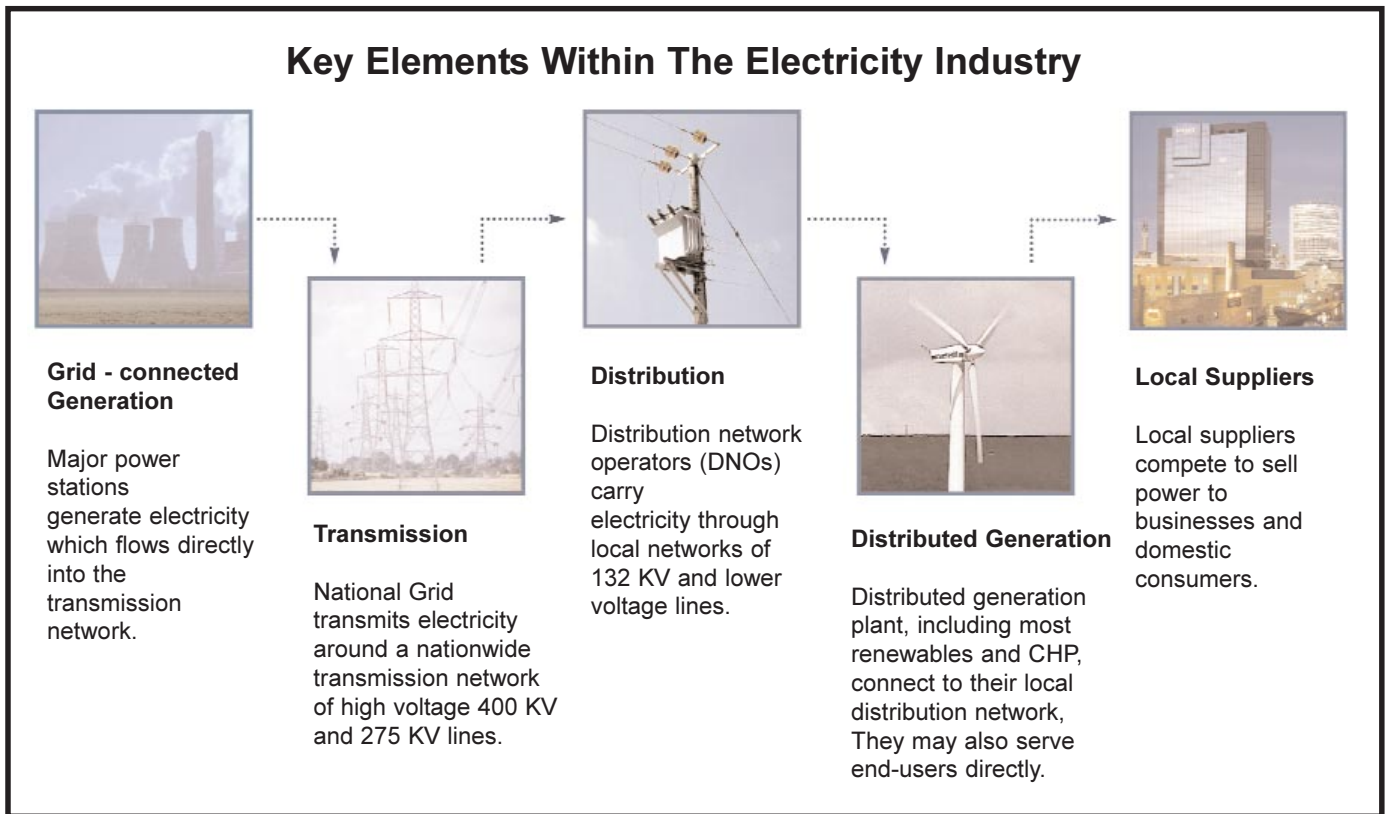 Key Elements Within The Electricity Industry
Grid - connected
Generation
Major power
stations
generate electricity
which flows directly
into the
transmission
network.
Transmission
National Grid
transmits electricity
around a nationwide
transmission network
of high voltage 400 KV
and 275 KV lines.
Distribution
Distribution network
operators (DNOs)
carry
electricity through
local networks of
132 KV and lower
voltage lines.
Distributed Generation
Distributed generation
plant, including most
renewables and CHP,
connect to their local
distribution network,
They may also serve
end-users directly.
Local Suppliers
Local suppliers
compete to sell
power to
businesses and
domestic
consumers.